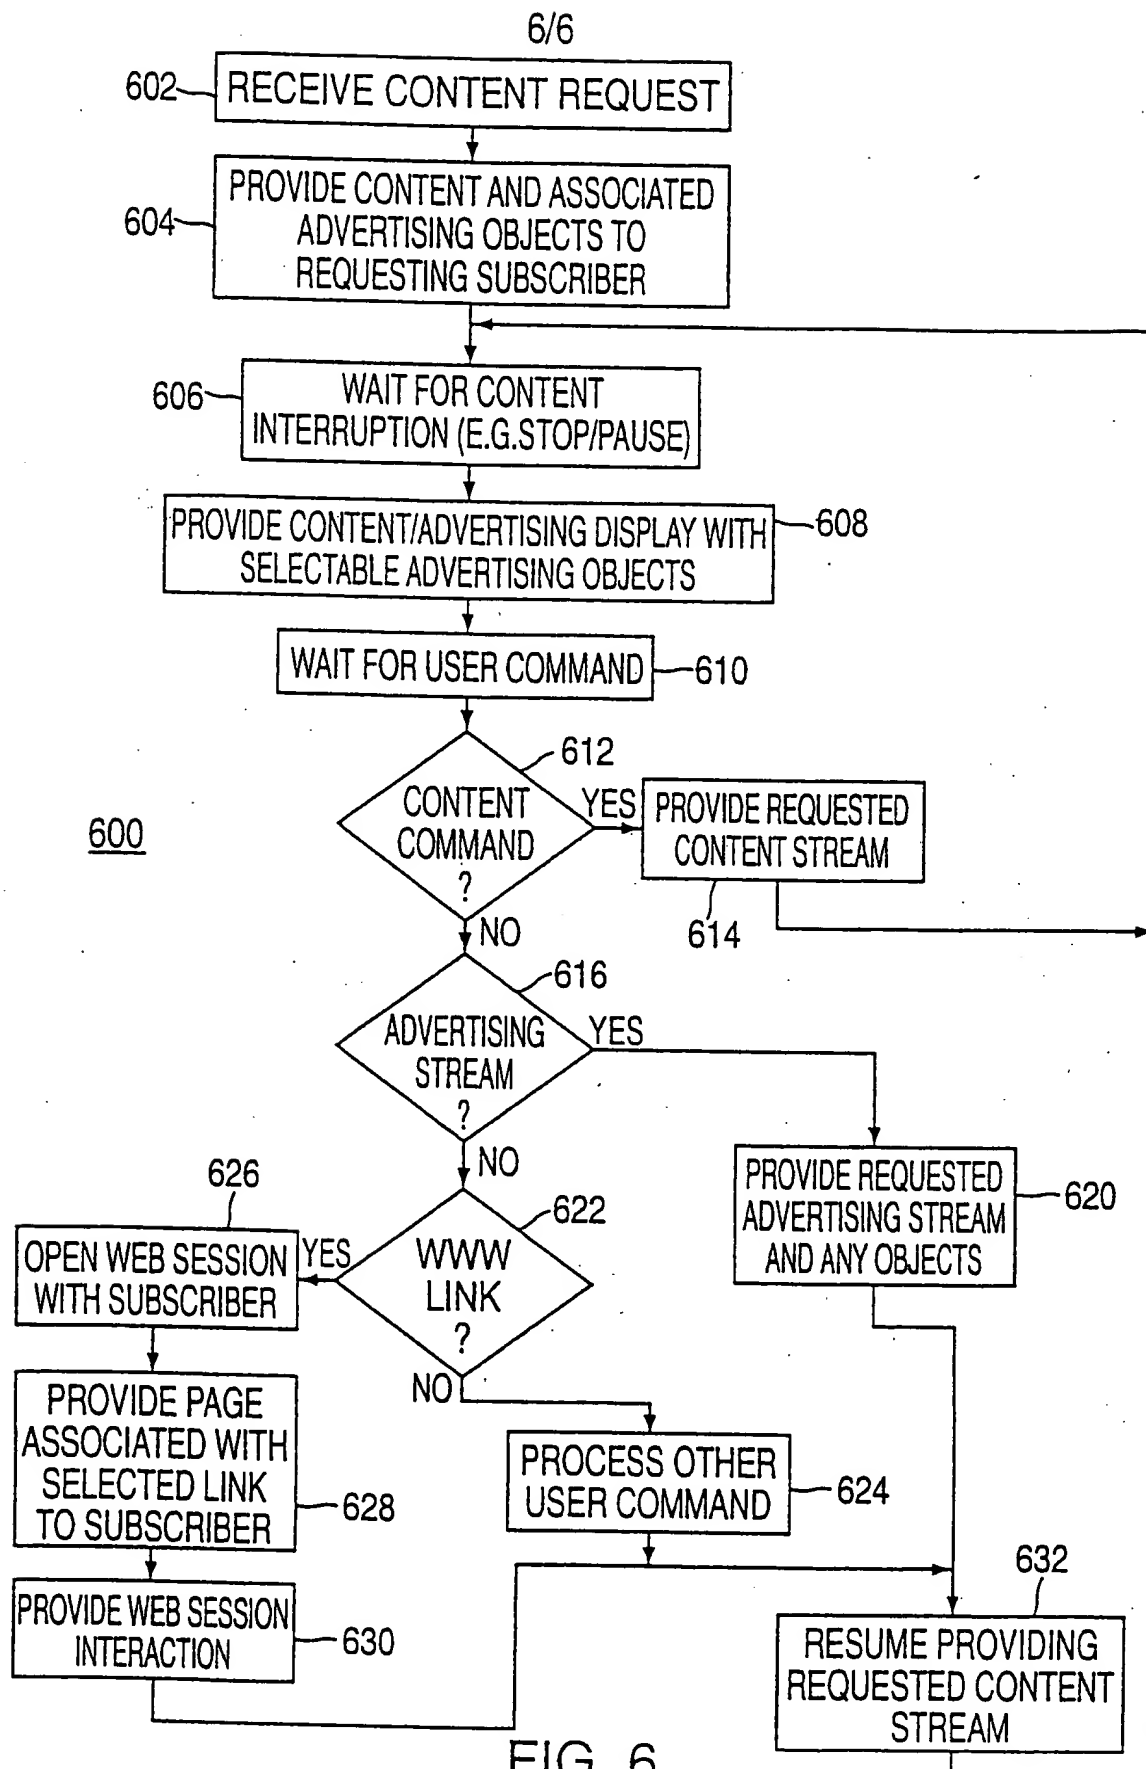 6/6
602
RECEIVE CONTENT REQUEST
604
PROVIDE CONTENT AND ASSOCIATED
ADVERTISING OBJECTS TO
REQUESTING SUBSCRIBER
606
WAIT FOR CONTENT
INTERRUPTION (E.G.STOP/PAUSE)
PROVIDE CONTENT/ADVERTISING DISPLAY WITH
SELECTABLE ADVERTISING OBJECTS
608
WAIT FOR USER COMMAND
610
612
CONTENT
COMMAND
?
YES
PROVIDE REQUESTED
CONTENT STREAM
614
600
NO
616
ADVERTISING
STREAM
?
YES
PROVIDE REQUESTED
ADVERTISING STREAM
AND ANY OBJECTS
620
NO
622
WWW
LINK
?
YES
626
OPEN WEB SESSION
WITH SUBSCRIBER
NO
PROVIDE PAGE
ASSOCIATED WITH
SELECTED LINK
TO SUBSCRIBER
628
PROCESS OTHER
USER COMMAND
624
PROVIDE WEB SESSION
INTERACTION
630
632
RESUME PROVIDING
REQUESTED CONTENT
STREAM
FIG. 6